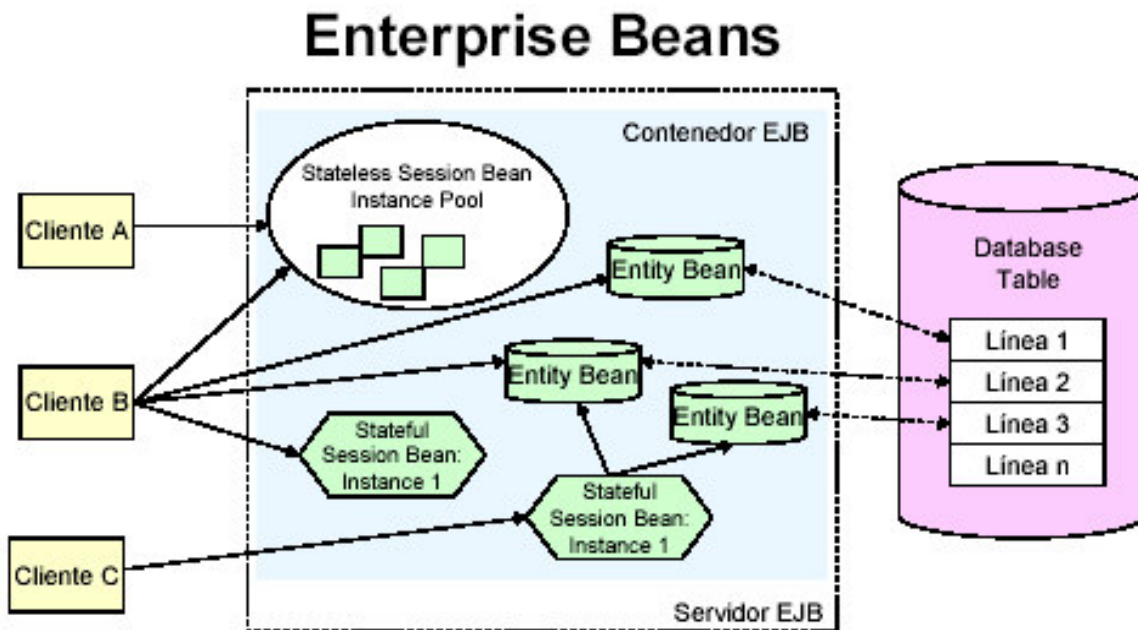 Enterprise Beans
Contenedor EJB
Stateless Session Bean
Instance Pool
Cliente A
Entity Bean
Database
Table
Línea 1
Línea 2
Línea 3
Línea n
Cliente B
Entity Bean
Entity Bean
Stateful
Session Bean:
Instance 1
Stateful
Session Bean:
Instance 1
Cliente C
Servidor EJB